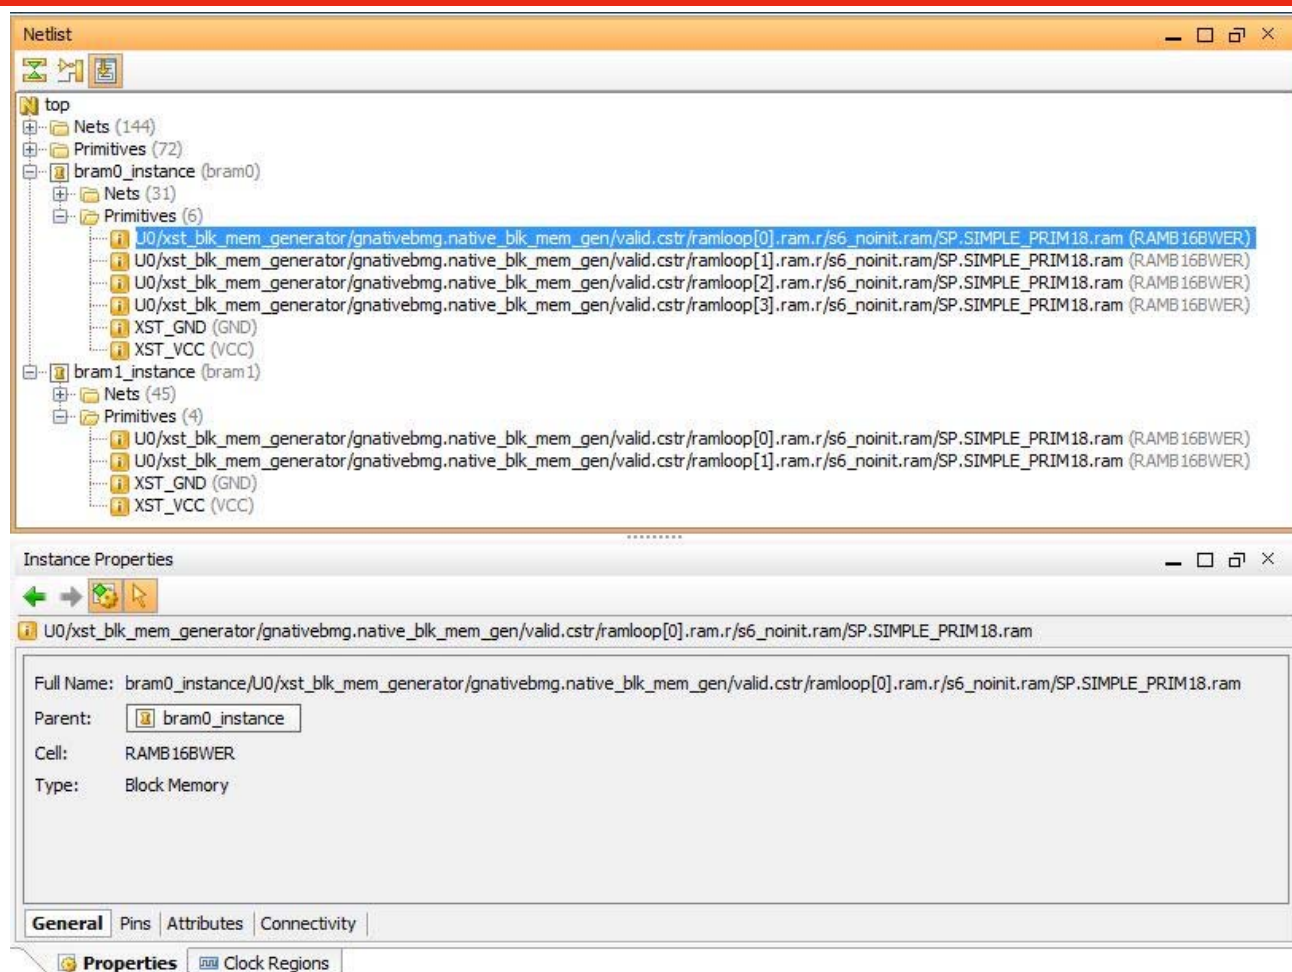 Netlist
top
Nets (144)
Primitives (72)
bram0_instance (bram0)
Nets (31)
Primitives (6)
U0/xst_blk_mem_generator/gnativebmg.native_blk_mem_gen/valid.cstr/ramloop[0].ram.r/s6_noinit.ram/SP.SIMPLE_PRIM18.ram (RAMB16BWER)
U0/xst_blk_mem_generator/gnativebmg.native_blk_mem_gen/valid.cstr/ramloop[1].ram.r/s6_noinit.ram/SP.SIMPLE_PRIM18.ram (RAMB16BWER)
U0/xst_blk_mem_generator/gnativebmg.native_blk_mem_gen/valid.cstr/ramloop[2].ram.r/s6_noinit.ram/SP.SIMPLE_PRIM18.ram (RAMB16BWER)
U0/xst_blk_mem_generator/gnativebmg.native_blk_mem_gen/valid.cstr/ramloop[3].ram.r/s6_noinit.ram/SP.SIMPLE_PRIM18.ram (RAMB16BWER)
XST_GND (GND)
XST_VCC (VCC)
bram1_instance (bram1)
Nets (45)
Primitives (4)
U0/xst_blk_mem_generator/gnativebmg.native_blk_mem_gen/valid.cstr/ramloop[0].ram.r/s6_noinit.ram/SP.SIMPLE_PRIM18.ram (RAMB16BWER)
U0/xst_blk_mem_generator/gnativebmg.native_blk_mem_gen/valid.cstr/ramloop[1].ram.r/s6_noinit.ram/SP.SIMPLE_PRIM18.ram (RAMB16BWER)
XST_GND (GND)
XST_VCC (VCC)
Instance Properties
U0/xst_blk_mem_generator/gnativebmg.native_blk_mem_gen/valid.cstr/ramloop[0].ram.r/s6_noinit.ram/SP.SIMPLE_PRIM18.ram
Full Name: bram0_instance/U0/xst_blk_mem_generator/gnativebmg.native_blk_mem_gen/valid.cstr/ramloop[0].ram.r/s6_noinit.ram/SP.SIMPLE_PRIM18.ram
Parent: bram0_instance
Cell: RAMB16BWER
Type: Block Memory
General Pins Attributes Connectivity
Properties Clock Regions